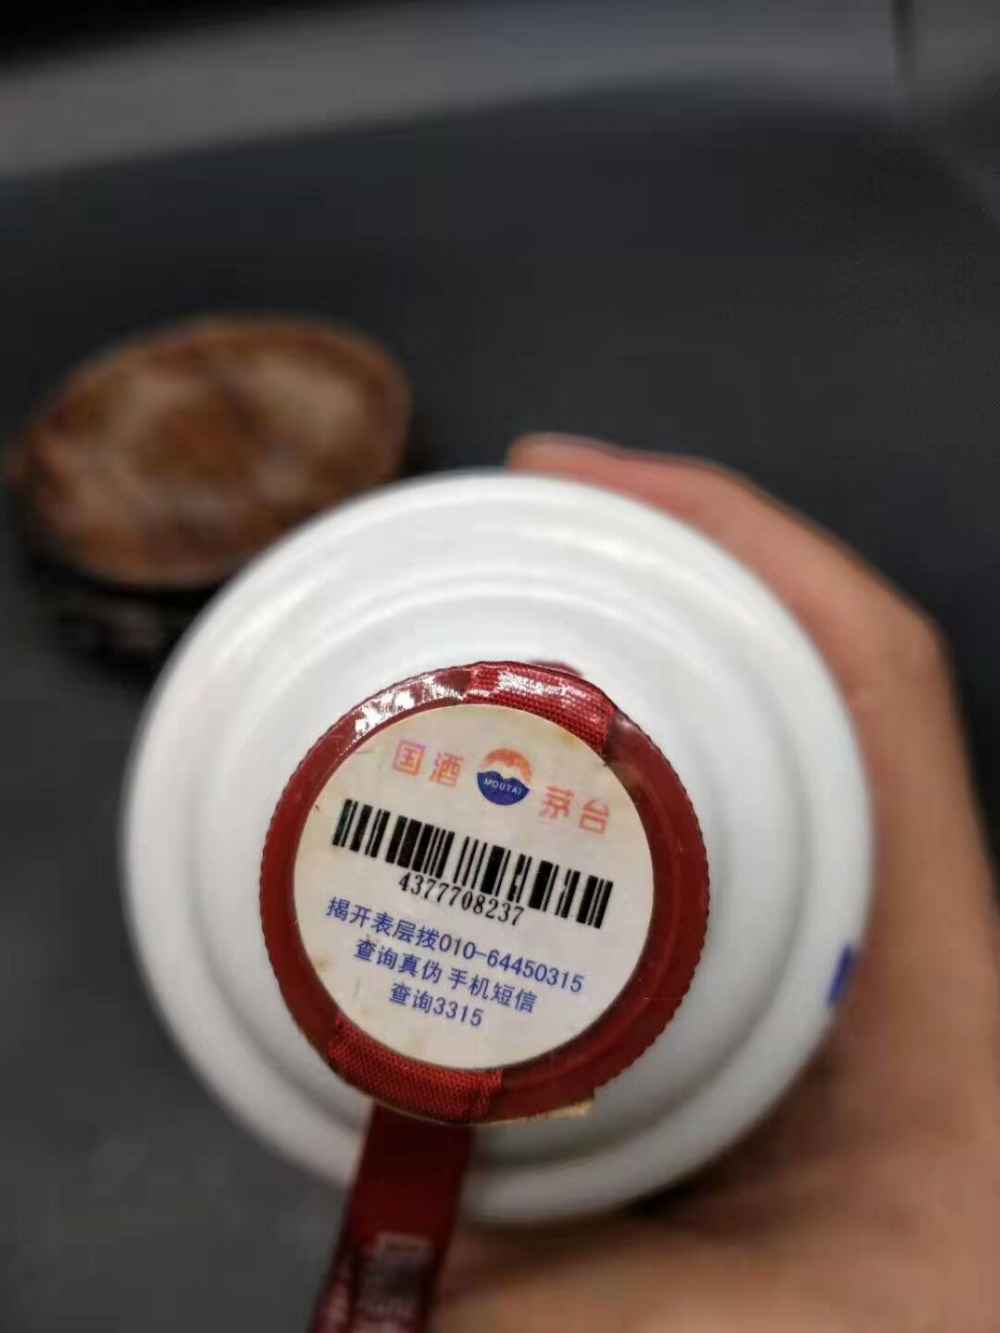 国酒 MOUTAI 茅台
4377708237
揭开表层拨010-64450315
查询真伪 手机短信
查询3315